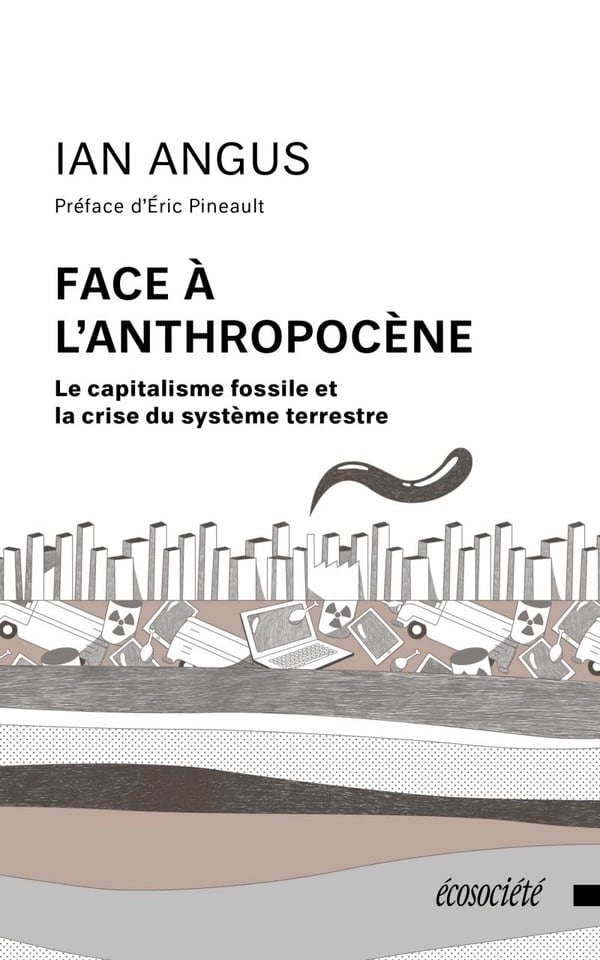 IAN ANGUS
Préface d’Éric Pineault
FACE À
L’ANTHROPOCÈNE
Le capitalisme fossile et
la crise du système terrestre
écosociété